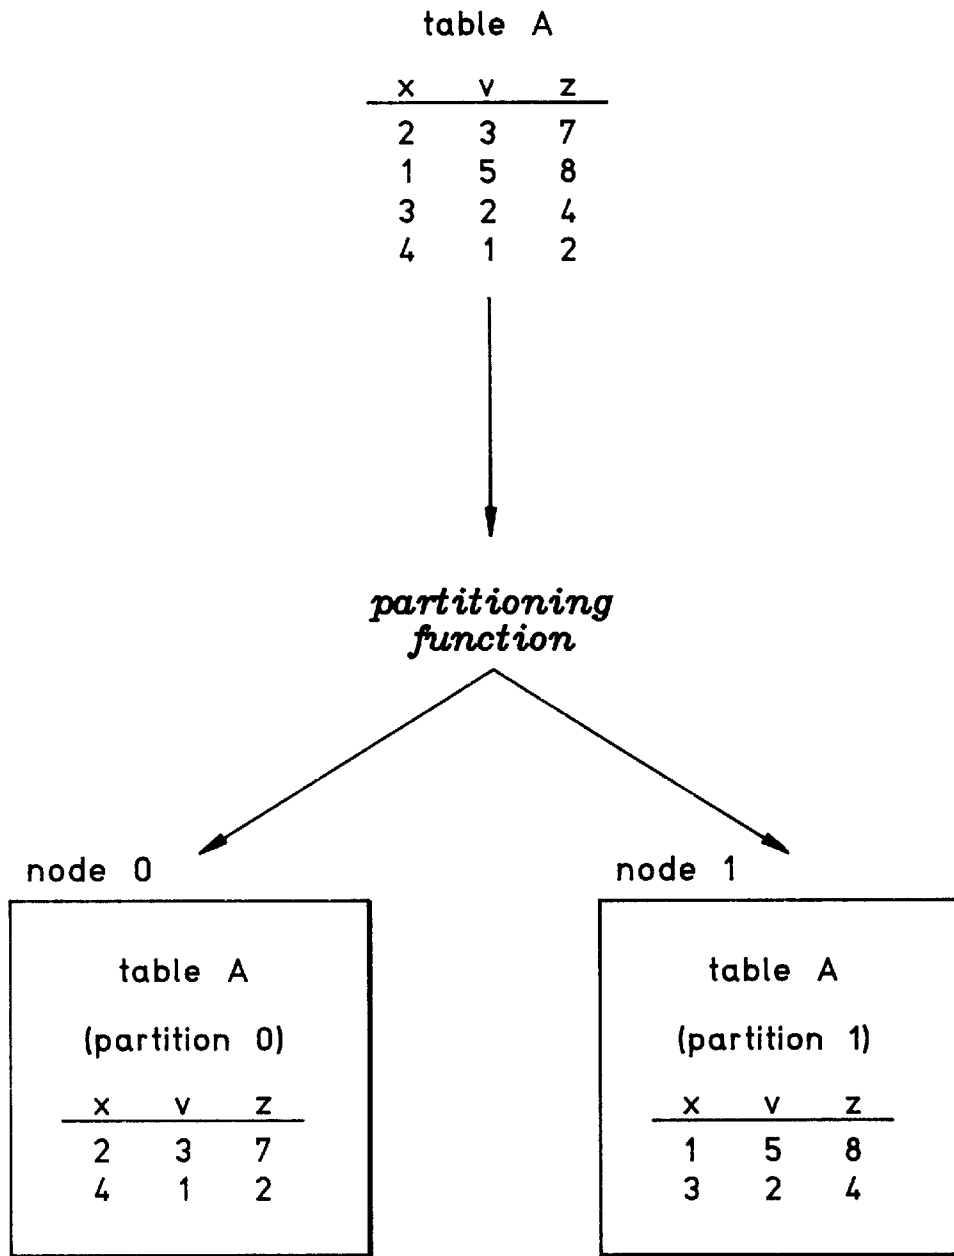 table A
x v z
2 3 7
1 5 8
3 2 4
4 1 2
partitioning
function
node 0
table A
(partition 0)
x v z
2 3 7
4 1 2
node 1
table A
(partition 1)
x v z
1 5 8
3 2 4